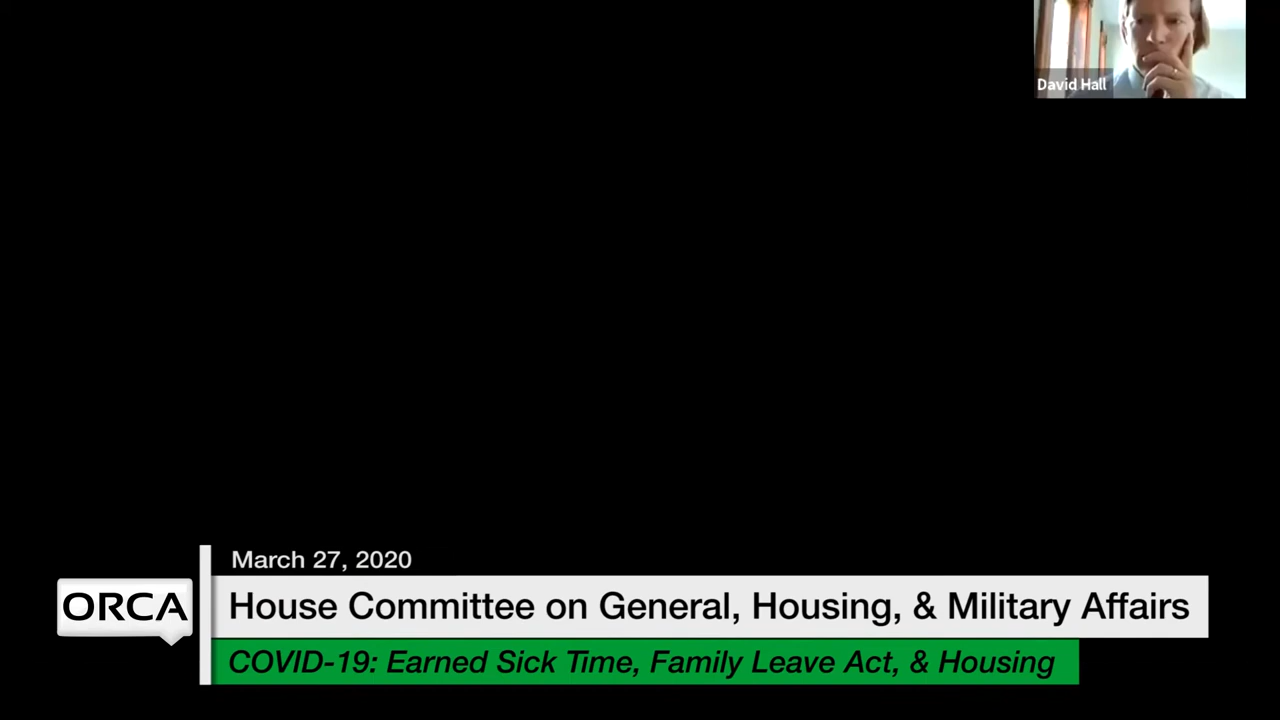 David Hall
March 27, 2020
ORCA
House Committee on General, Housing, & Military Affairs
COVID-19: Earned Sick Time, Family Leave Act, & Housing